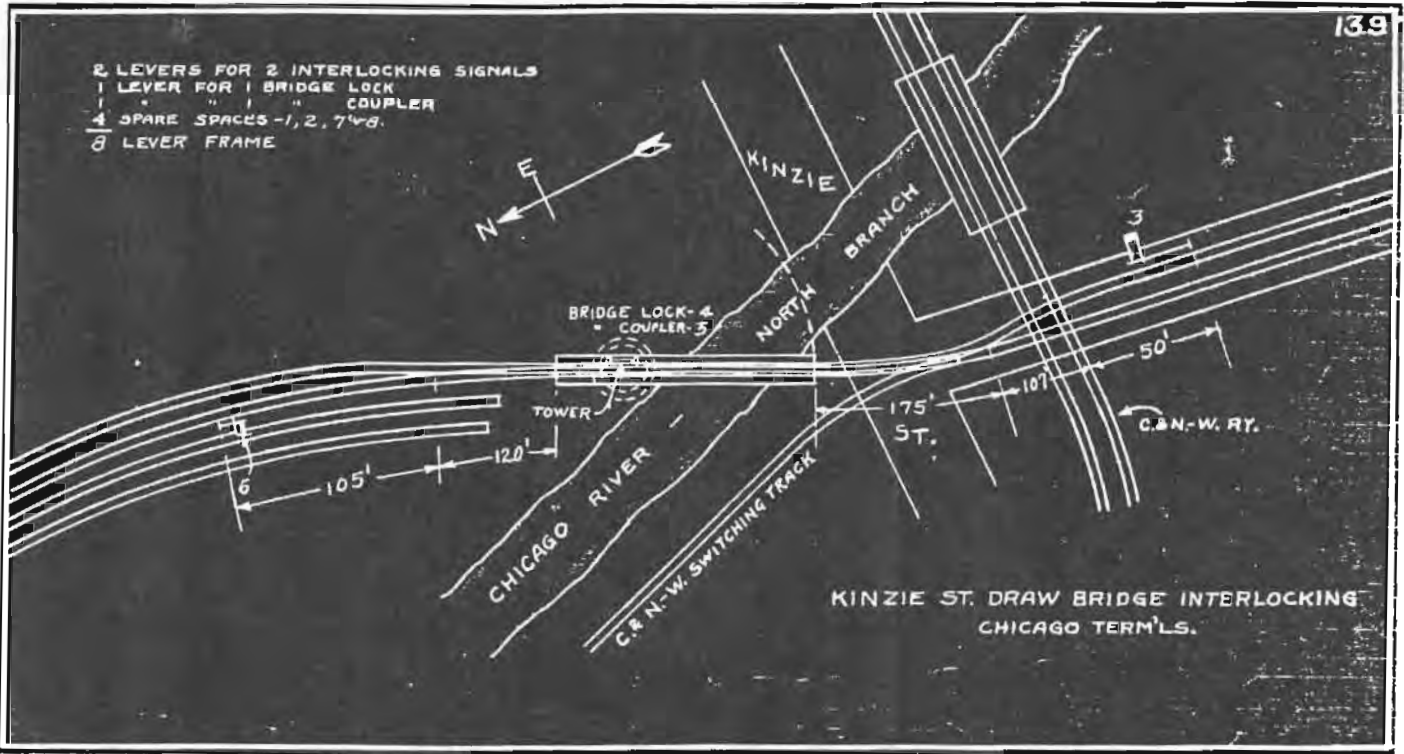 139
2 LEVERS FOR 2 INTERLOCKING SIGNALS
1 LEVER FOR 1 BRIDGE LOCK
1 " " 1 " COUPLER
4 SPARE SPACES -1, 2, 7 & 8.
8 LEVER FRAME
E
N
KINZIE
NORTH BRANCH
3
BRIDGE LOCK-4
" COUPLER-5
TOWER
50'
107'
175'
ST.
C.&N.-W. RY.
120'
105'
6
CHICAGO RIVER
C.& N.-W. SWITCHING TRACK
KINZIE ST. DRAW BRIDGE INTERLOCKING
CHICAGO TERM'LS.